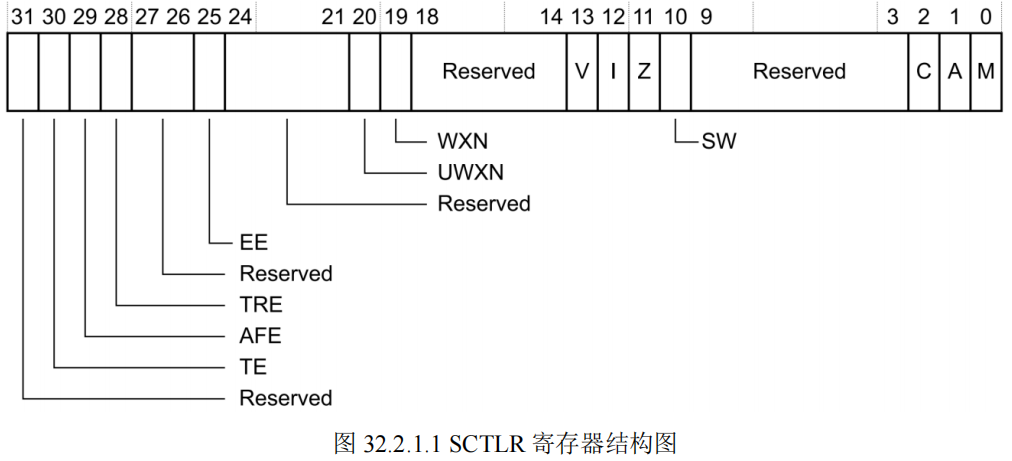 31 30 29 28 27 26 25 24 21 20 19 18 14 13 12 11 10 9 3 2 1 0
Reserved V I Z Reserved C A M
WXN SW
UWXN
Reserved
EE
Reserved
TRE
AFE
TE
Reserved
图 32.2.1.1 SCTLR 寄存器结构图